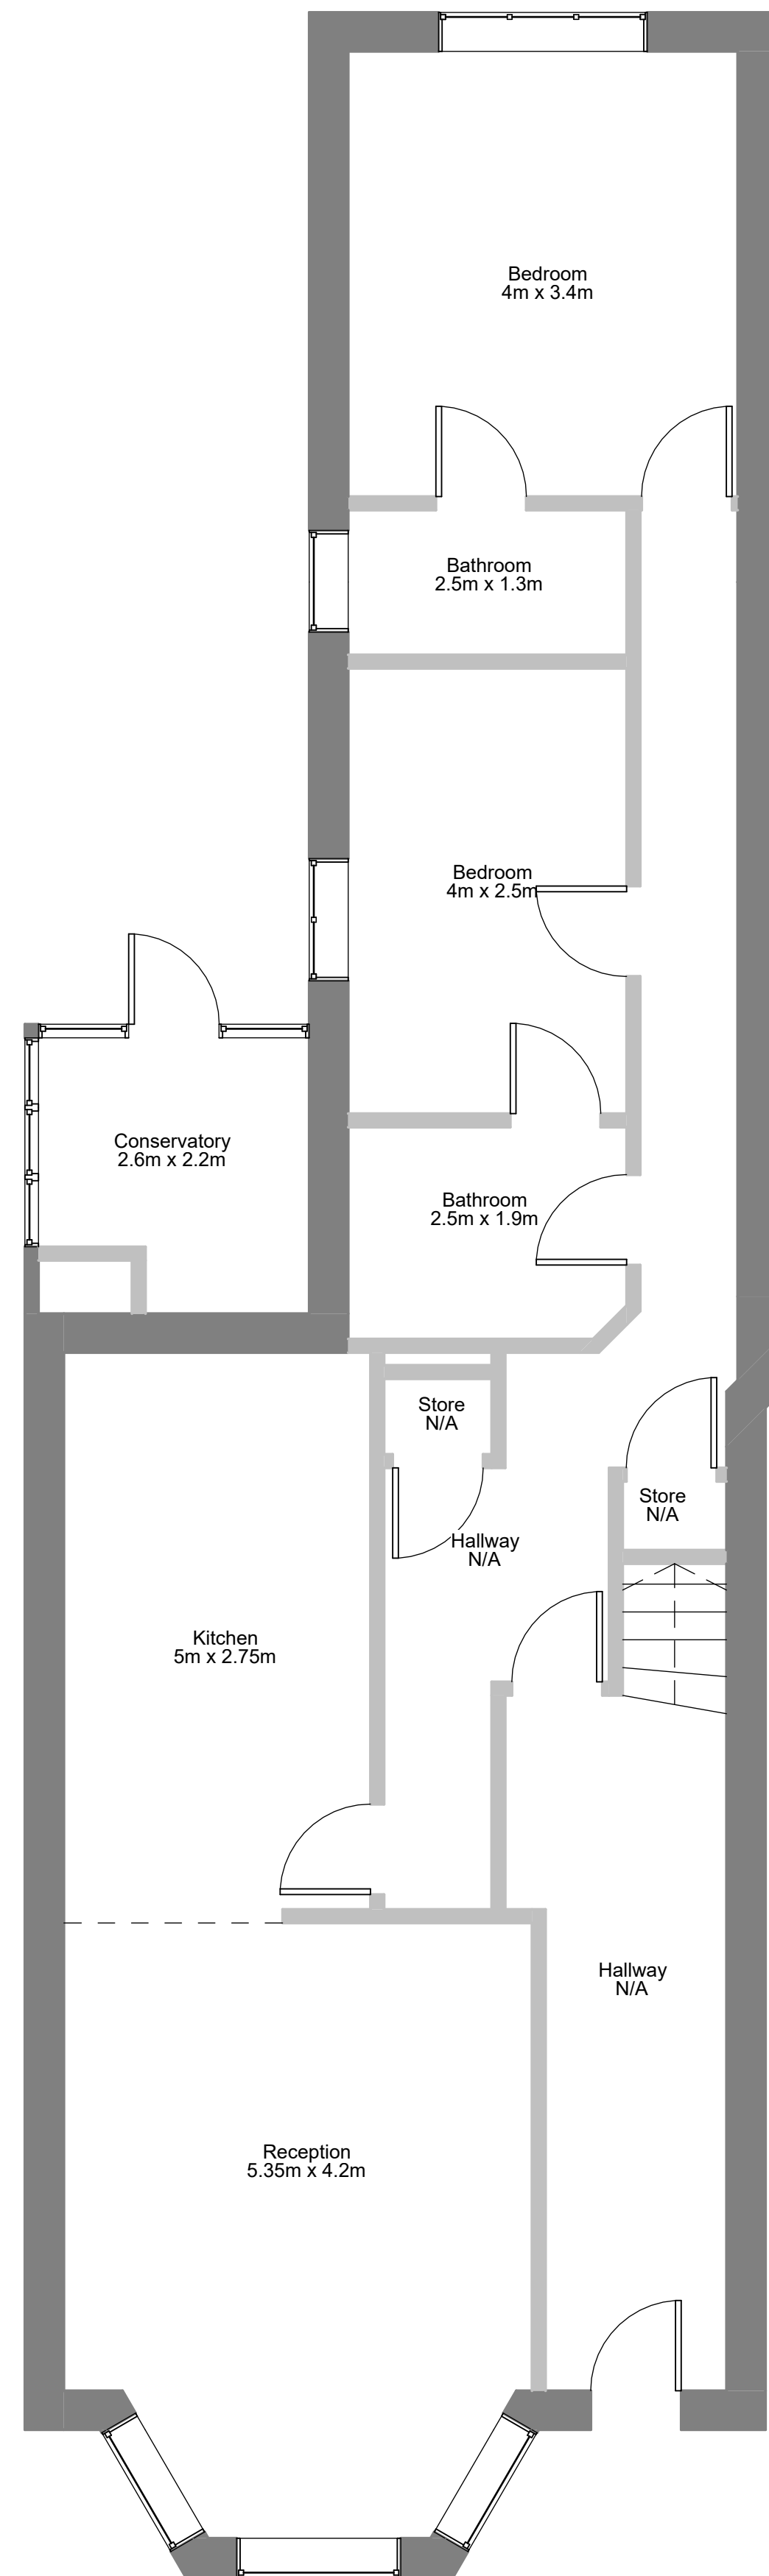 Bedroom
4m x 3.4m
Bathroom
2.5m x 1.3m
Bedroom
4m x 2.5m
Conservatory
2.6m x 2.2m
Bathroom
2.5m x 1.9m
Store
N/A
Store
N/A
Hallway
N/A
Kitchen
5m x 2.75m
Hallway
N/A
Reception
5.35m x 4.2m